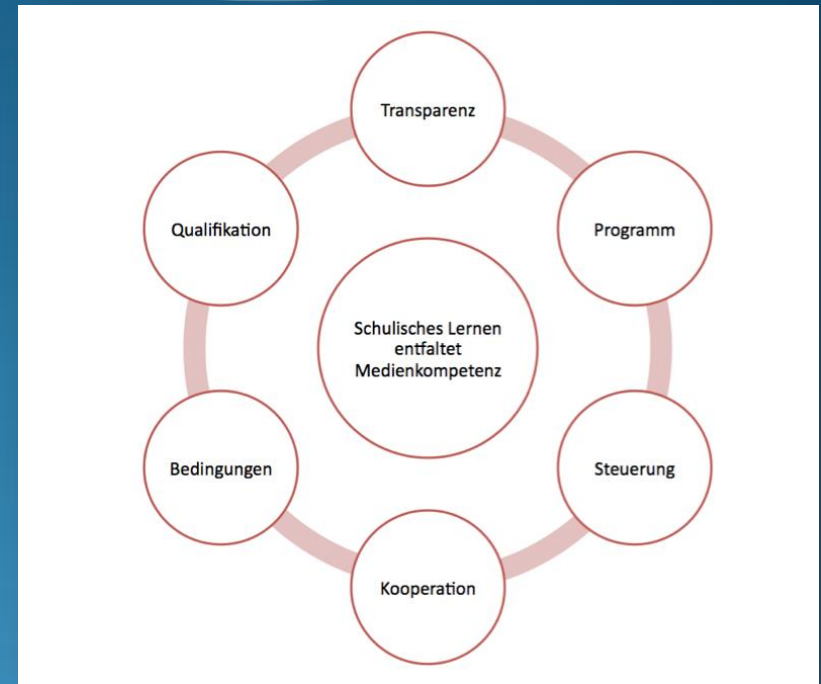 Transparenz
Qualifikation
Programm
Schulisches Lernen
entfaltet
Medienkompetenz
Bedingungen
Steuerung
Kooperation